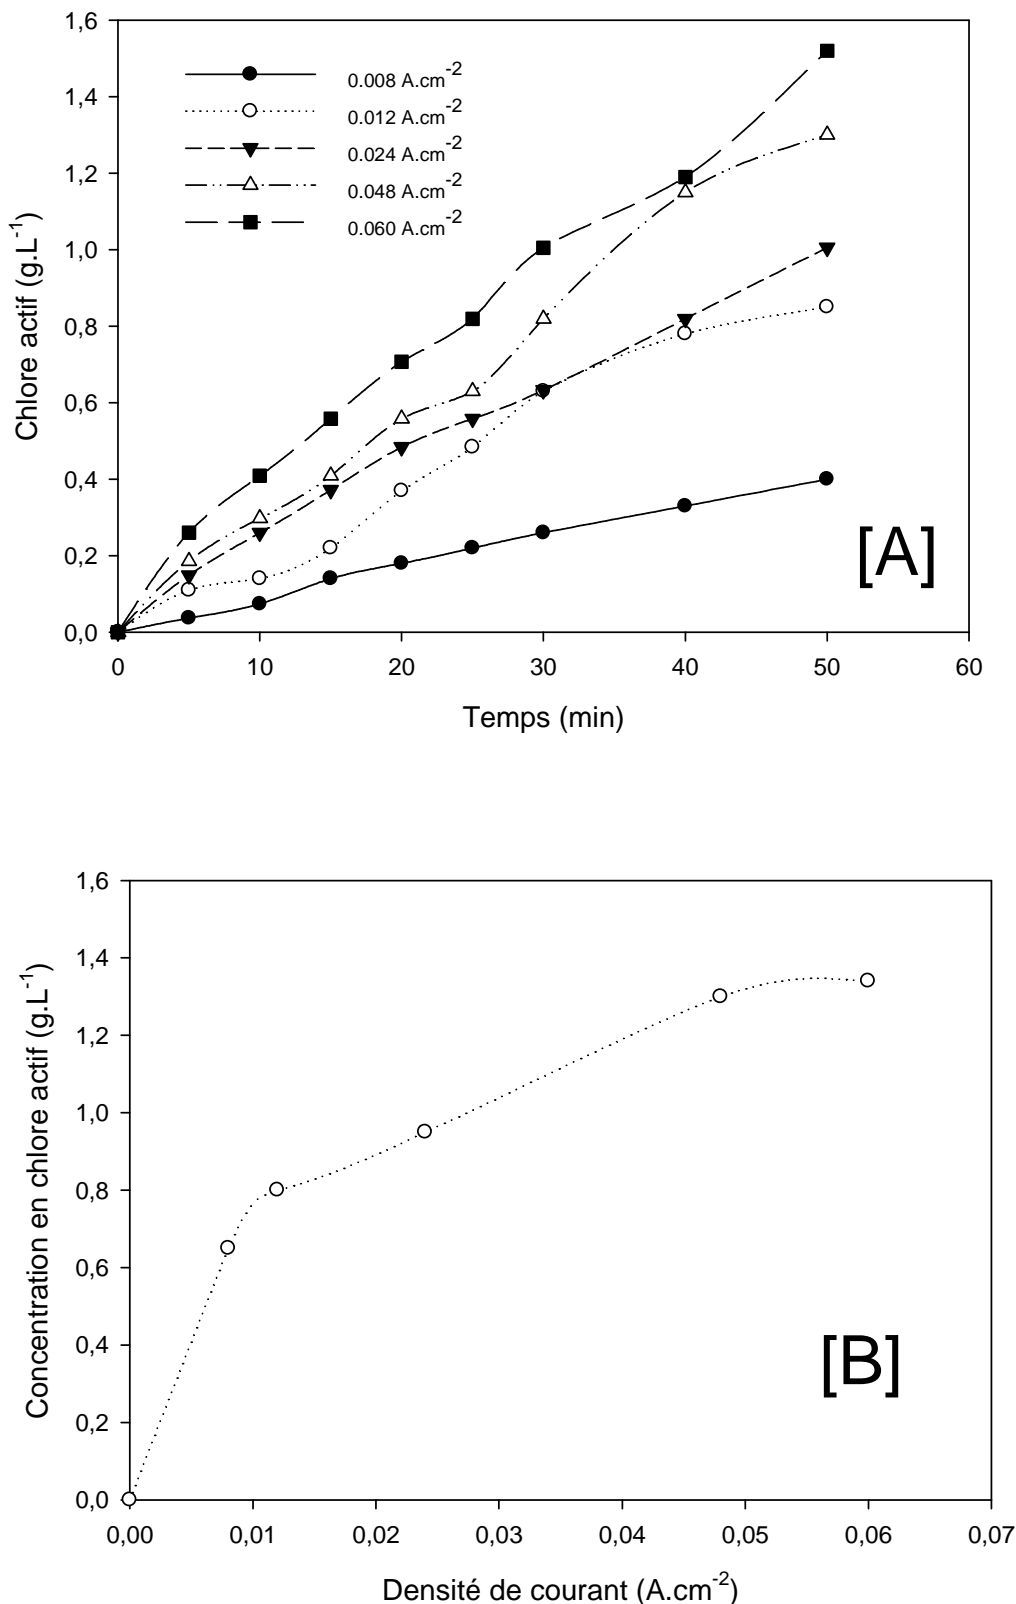 1,6
1,4
1,2
1,0
0,8
0,6
0,4
0,2
0,0
Chlore actif (g.L-1)
0.008 A.cm-2
0.012 A.cm-2
0.024 A.cm-2
0.048 A.cm-2
0.060 A.cm-2
[A]
0 10 20 30 40 50 60
Temps (min)
1,6
1,4
1,2
1,0
0,8
0,6
0,4
0,2
0,0
Concentration en chlore actif (g.L-1)
[B]
0,00 0,01 0,02 0,03 0,04 0,05 0,06 0,07
Densité de courant (A.cm-2)